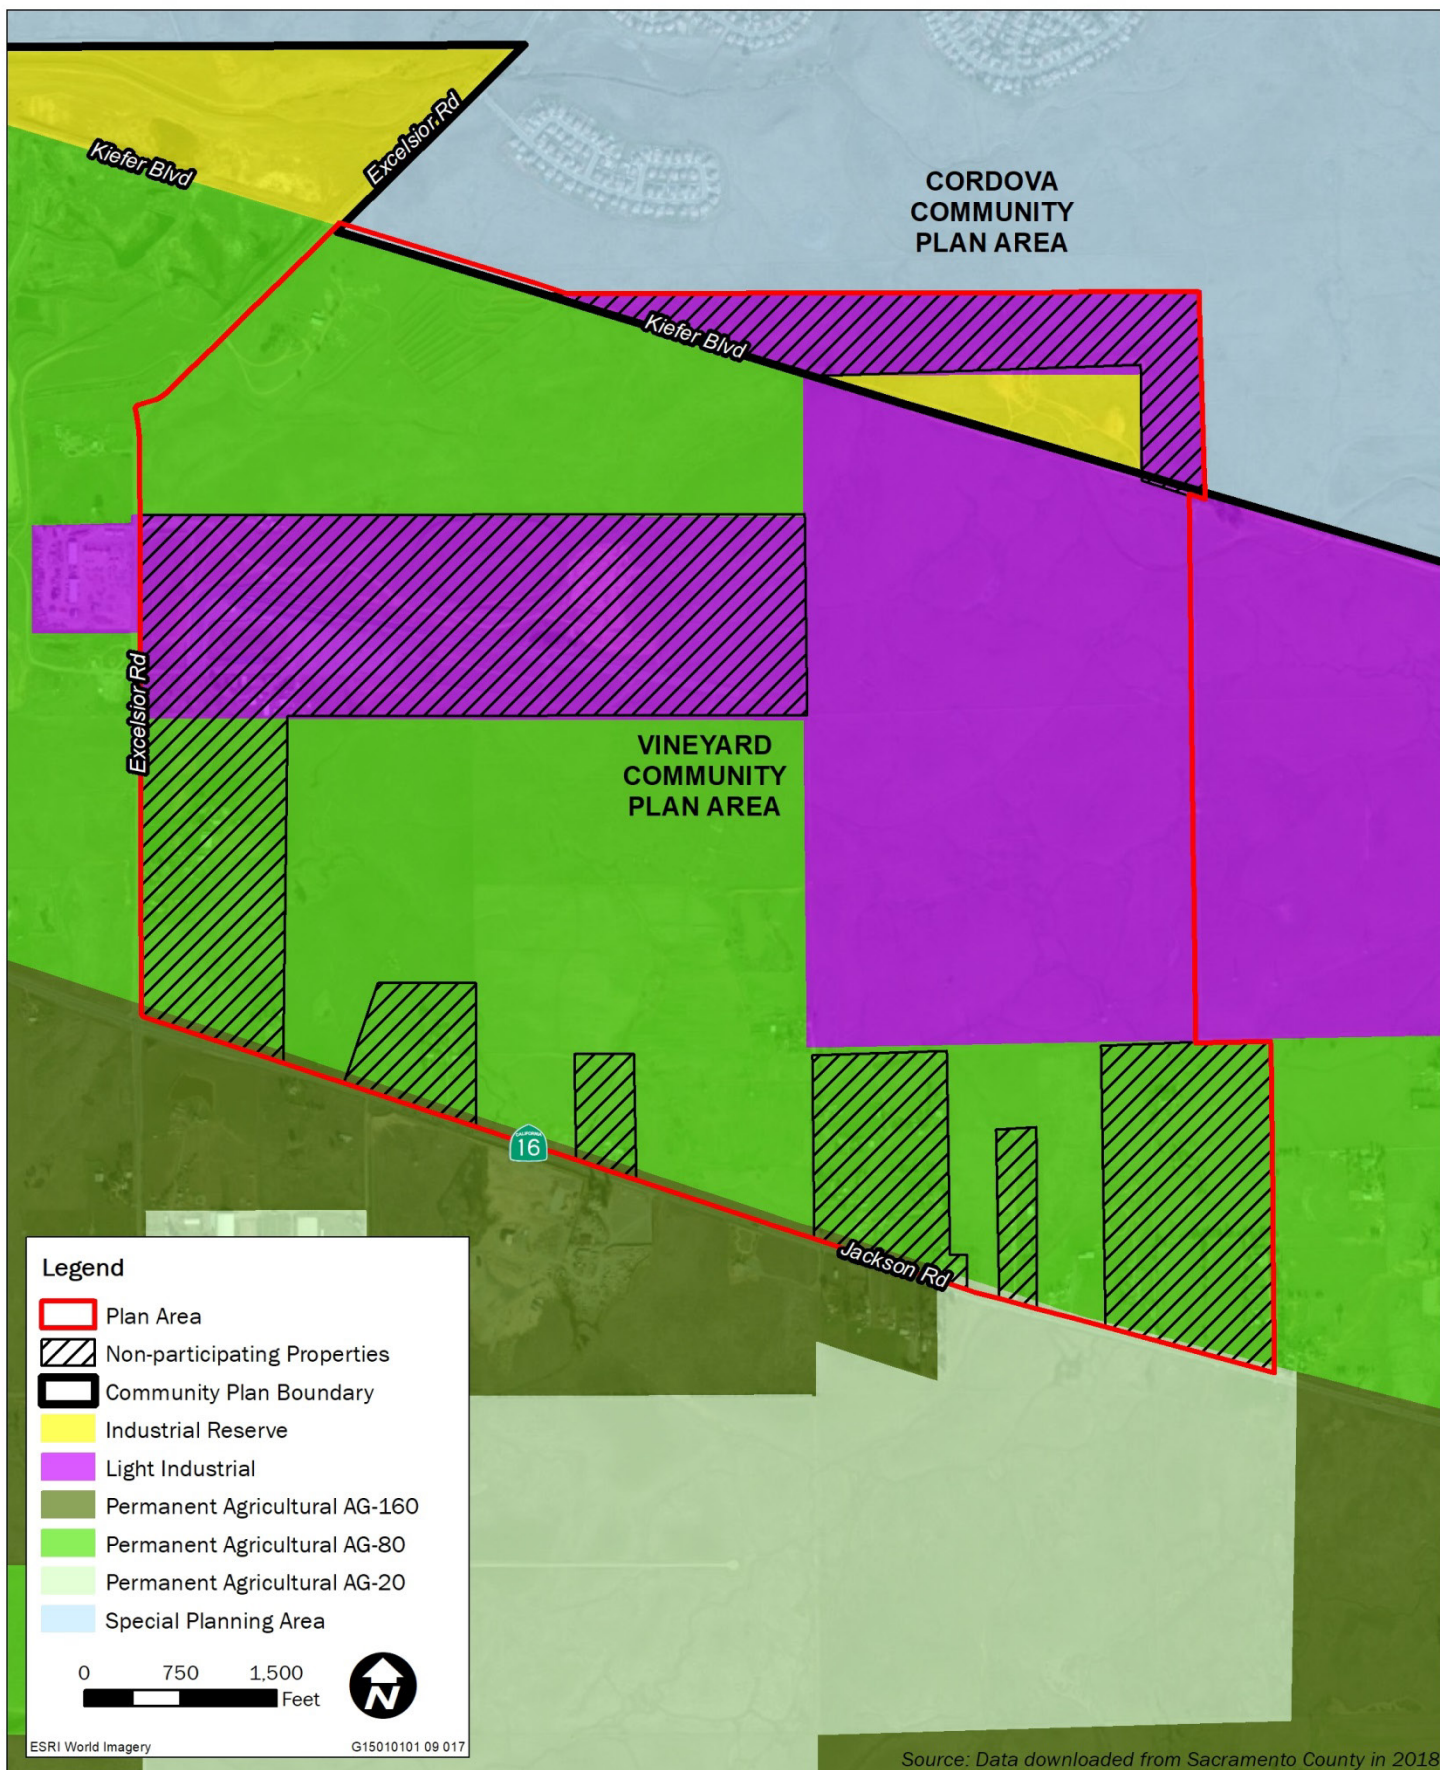 Kiefer Blvd
Excelsior Rd
CORDOVA
COMMUNITY
PLAN AREA
Kiefer Blvd
Excelsior Rd
VINEYARD
COMMUNITY
PLAN AREA
CALIFORNIA
16
Jackson Rd
Legend
Plan Area
Non-participating Properties
Community Plan Boundary
Industrial Reserve
Light Industrial
Permanent Agricultural AG-160
Permanent Agricultural AG-80
Permanent Agricultural AG-20
Special Planning Area
0 750 1,500
Feet
N
ESRI World Imagery G15010101 09 017
Source: Data downloaded from Sacramento County in 2018